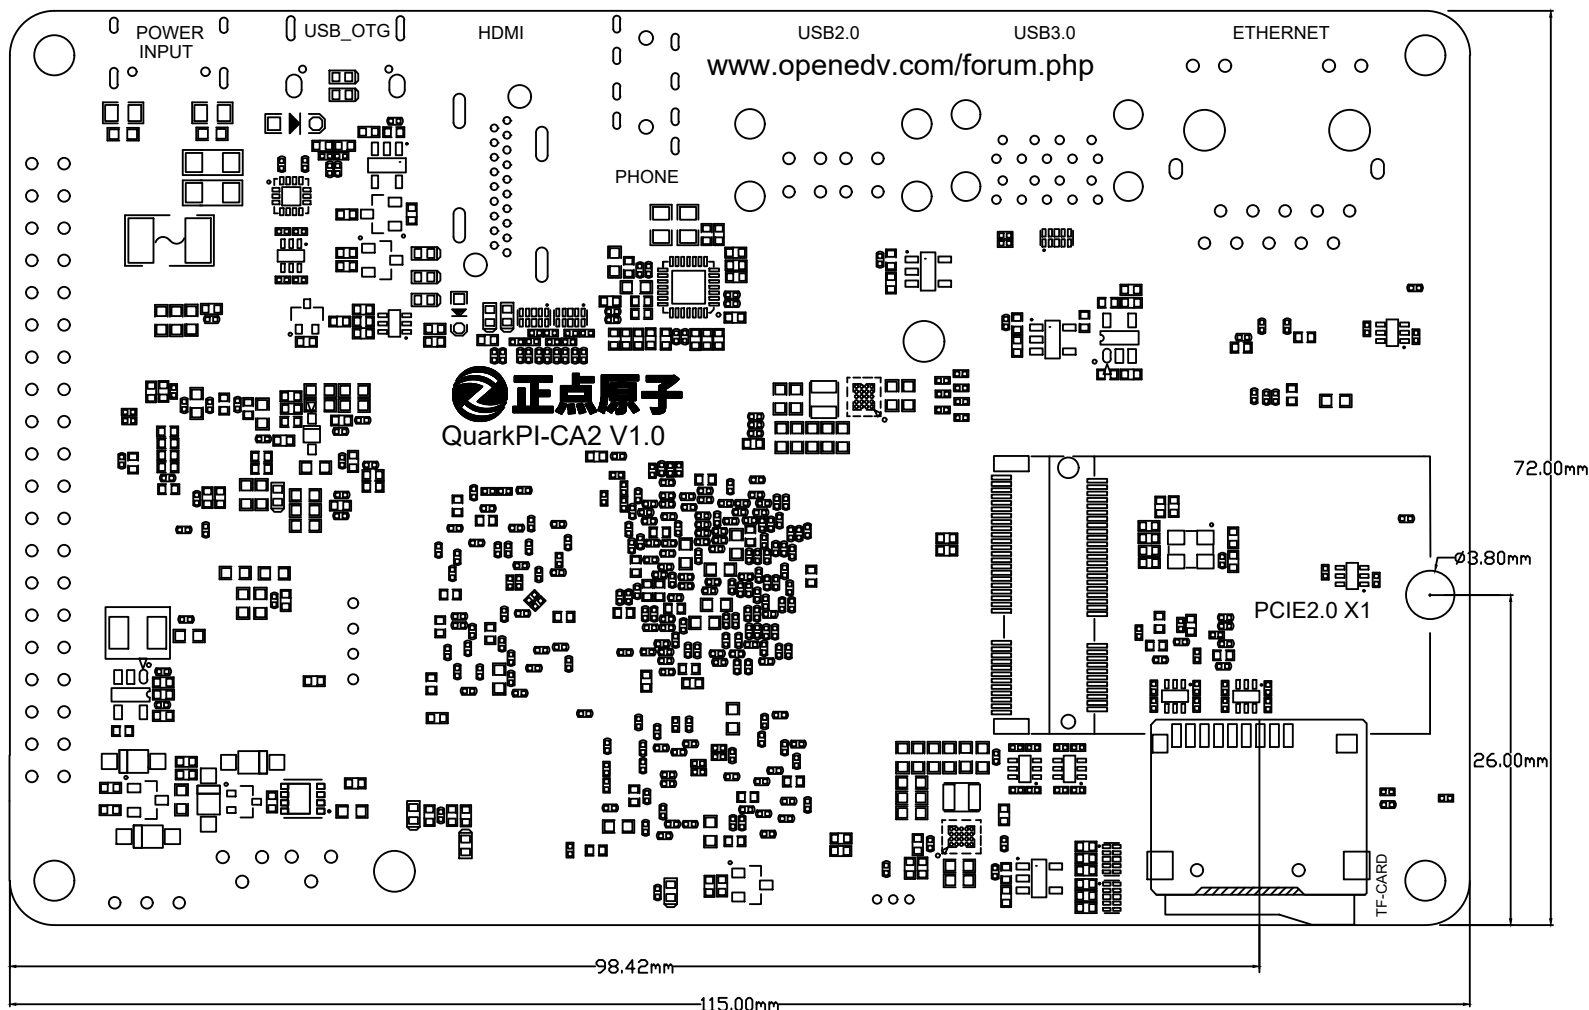 POWER
INPUT
USB_OTG
HDMI
USB2.0
USB3.0
ETHERNET
www.openedv.com/forum.php
PHONE
正点原子
QuarkPI-CA2 V1.0
72.00mm
ø3.80mm
PCIE2.0 X1
26.00mm
TF-CARD
98.42mm
115.00mm